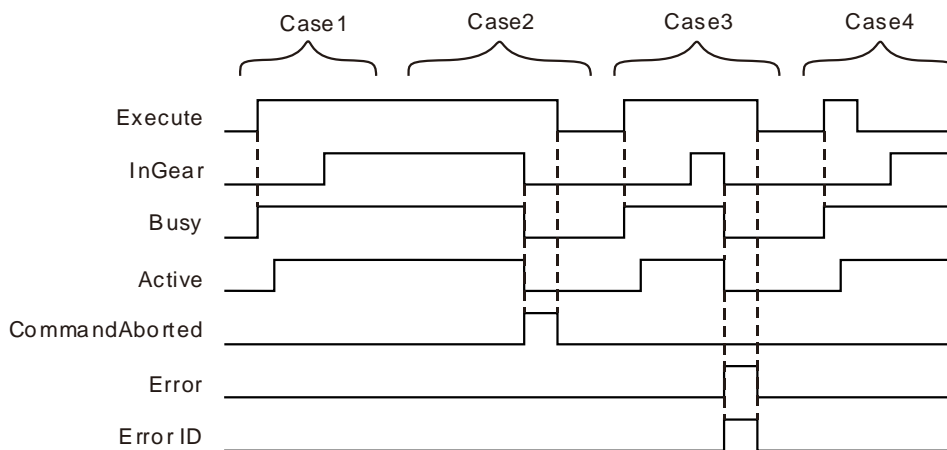 Case1 Case2 Case3 Case4
Execute
InGear
Busy
Active
CommandAborted
Error
Error ID